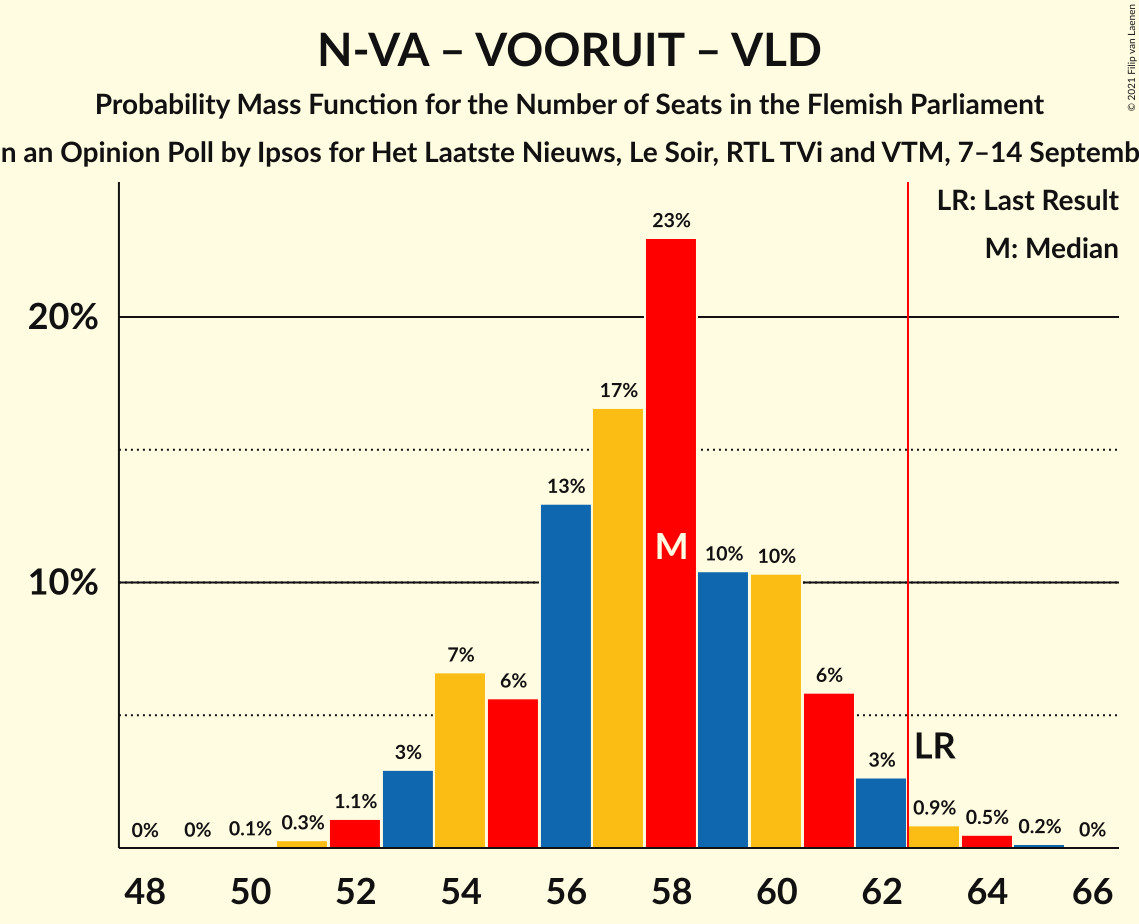 N-VA – VOORUIT – VLD
Probability Mass Function for the Number of Seats in the Flemish Parliament
an Opinion Poll by Ipsos for Het Laatste Nieuws, Le Soir, RTL TVi and VTM, 7–14
© 2021 Filip van Laenen
LR: Last Result
M: Median
20%
10%
0%
0%
0.1%
0.3%
1.1%
3%
7%
6%
13%
17%
23%
10%
10%
6%
3%
0.9%
0.5%
0.2%
0%
M
LR
48 50 52 54 56 58 60 62 64 66